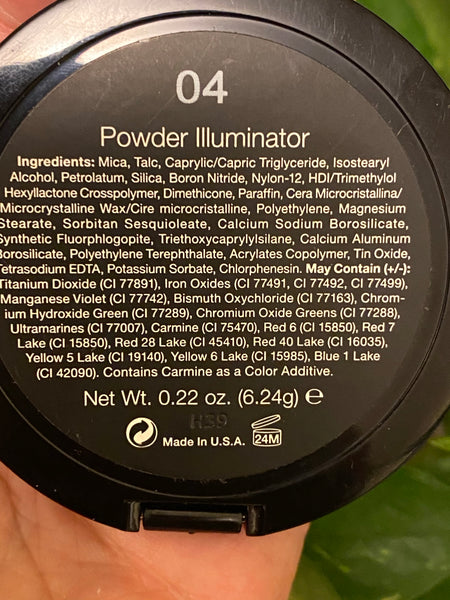 04
Powder Illuminator
Ingredients: Mica, Talc, Caprylic/Capric Triglyceride, Isostearyl
Alcohol, Petrolatum, Silica, Boron Nitride, Nylon-12, HDI/Trimethylol
Hexyllactone Crosspolymer, Dimethicone, Paraffin, Cera Microcristallina/
Microcrystalline Wax/Cire microcristalline, Polyethylene, Magnesium
Stearate, Sorbitan Sesquioleate, Calcium Sodium Borosilicate,
Synthetic Fluorphlogopite, Triethoxycaprylylsilane, Calcium Aluminum
Borosilicate, Polyethylene Terephthalate, Acrylates Copolymer, Tin Oxide,
Tetrasodium EDTA, Potassium Sorbate, Chlorphenesin. May Contain (+/-):
Titanium Dioxide (CI 77891), Iron Oxides (CI 77491, CI 77492, CI 77499),
Manganese Violet (CI 77742), Bismuth Oxychloride (CI 77163), Chrom-
ium Hydroxide Green (CI 77289), Chromium Oxide Greens (CI 77288),
Ultramarines (CI 77007), Carmine (CI 75470), Red 6 (CI 15850), Red 7
Lake (CI 15850), Red 28 Lake (CI 45410), Red 40 Lake (CI 16035),
Yellow 5 Lake (CI 19140), Yellow 6 Lake (CI 15985), Blue 1 Lake
(CI 42090). Contains Carmine as a Color Additive.
Net Wt. 0.22 oz. (6.24g) ℮
H39
Made In U.S.A. 24M